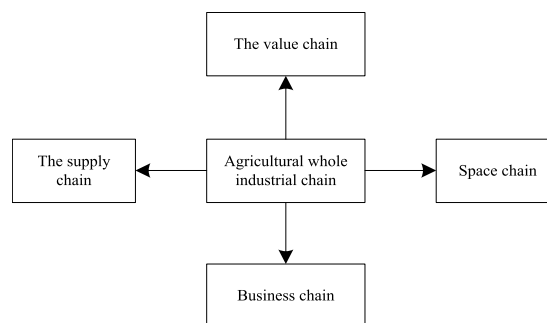 The value chain
The supply
chain
Agricultural whole
industrial chain
Space chain
Business chain